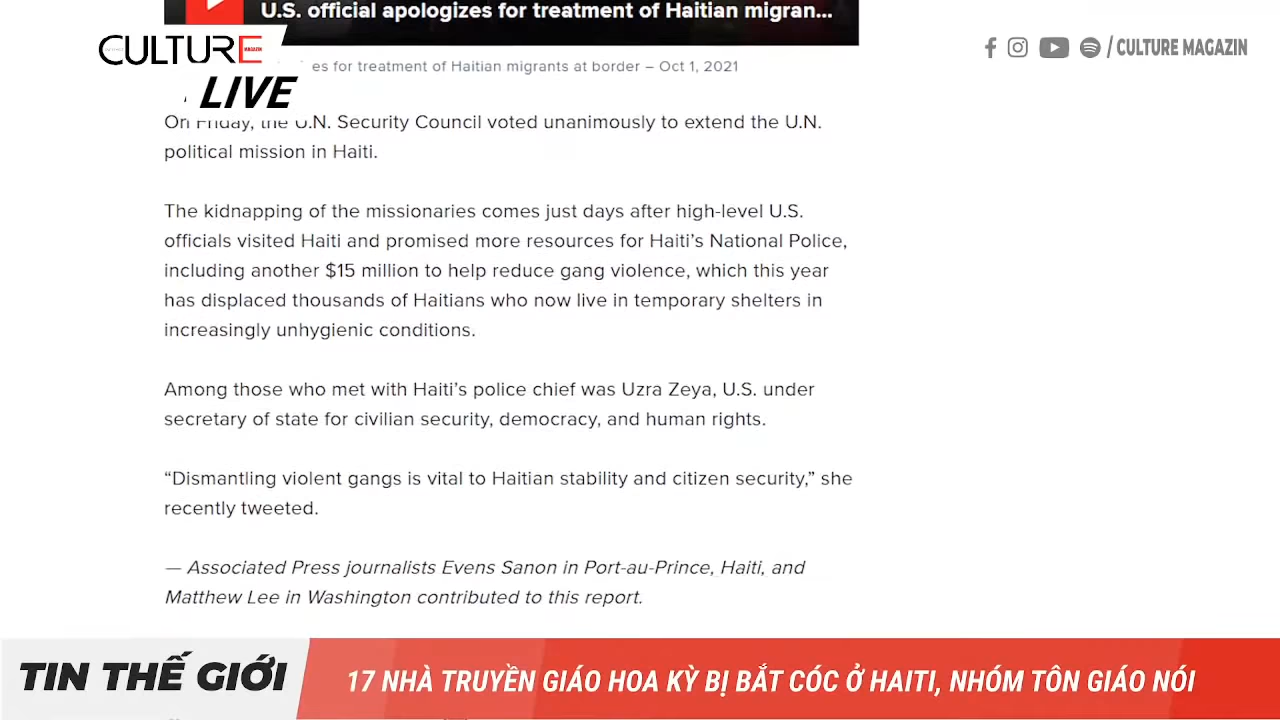 U.S. official apologizes for treatment of Haitian migran...
CULTURE
MAGAZIN
LIVE
/ CULTURE MAGAZIN
es for treatment of Haitian migrants at border – Oct 1, 2021
On Friday, the U.N. Security Council voted unanimously to extend the U.N.
political mission in Haiti.
The kidnapping of the missionaries comes just days after high-level U.S.
officials visited Haiti and promised more resources for Haiti’s National Police,
including another $15 million to help reduce gang violence, which this year
has displaced thousands of Haitians who now live in temporary shelters in
increasingly unhygienic conditions.
Among those who met with Haiti’s police chief was Uzra Zeya, U.S. under
secretary of state for civilian security, democracy, and human rights.
“Dismantling violent gangs is vital to Haitian stability and citizen security,” she
recently tweeted.
— Associated Press journalists Evens Sanon in Port-au-Prince, Haiti, and
Matthew Lee in Washington contributed to this report.
TIN THẾ GIỚI
17 NHÀ TRUYỀN GIÁO HOA KỲ BỊ BẮT CÓC Ở HAITI, NHÓM TÔN GIÁO NÓI